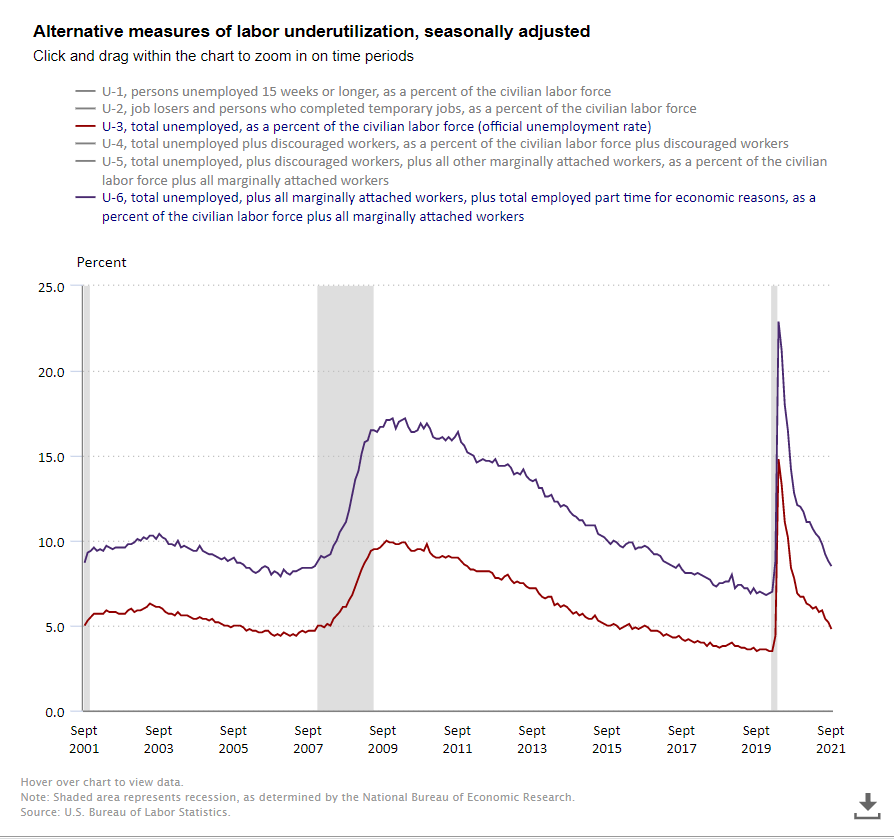 Alternative measures of labor underutilization, seasonally adjusted
Click and drag within the chart to zoom in on time periods
U-1, persons unemployed 15 weeks or longer, as a percent of the civilian labor force
U-2, job losers and persons who completed temporary jobs, as a percent of the civilian labor force
U-3, total unemployed, as a percent of the civilian labor force (official unemployment rate)
U-4, total unemployed plus discouraged workers, as a percent of the civilian labor force plus discouraged workers
U-5, total unemployed, plus discouraged workers, plus all other marginally attached workers, as a percent of the civilian
labor force plus all marginally attached workers
U-6, total unemployed, plus all marginally attached workers, plus total employed part time for economic reasons, as a
percent of the civilian labor force plus all marginally attached workers
Percent
25.0
20.0
15.0
10.0
5.0
0.0
Sept Sept Sept Sept Sept Sept Sept Sept Sept Sept Sept
2001 2003 2005 2007 2009 2011 2013 2015 2017 2019 2021
Hover over chart to view data.
Note: Shaded area represents recession, as determined by the National Bureau of Economic Research.
Source: U.S. Bureau of Labor Statistics.